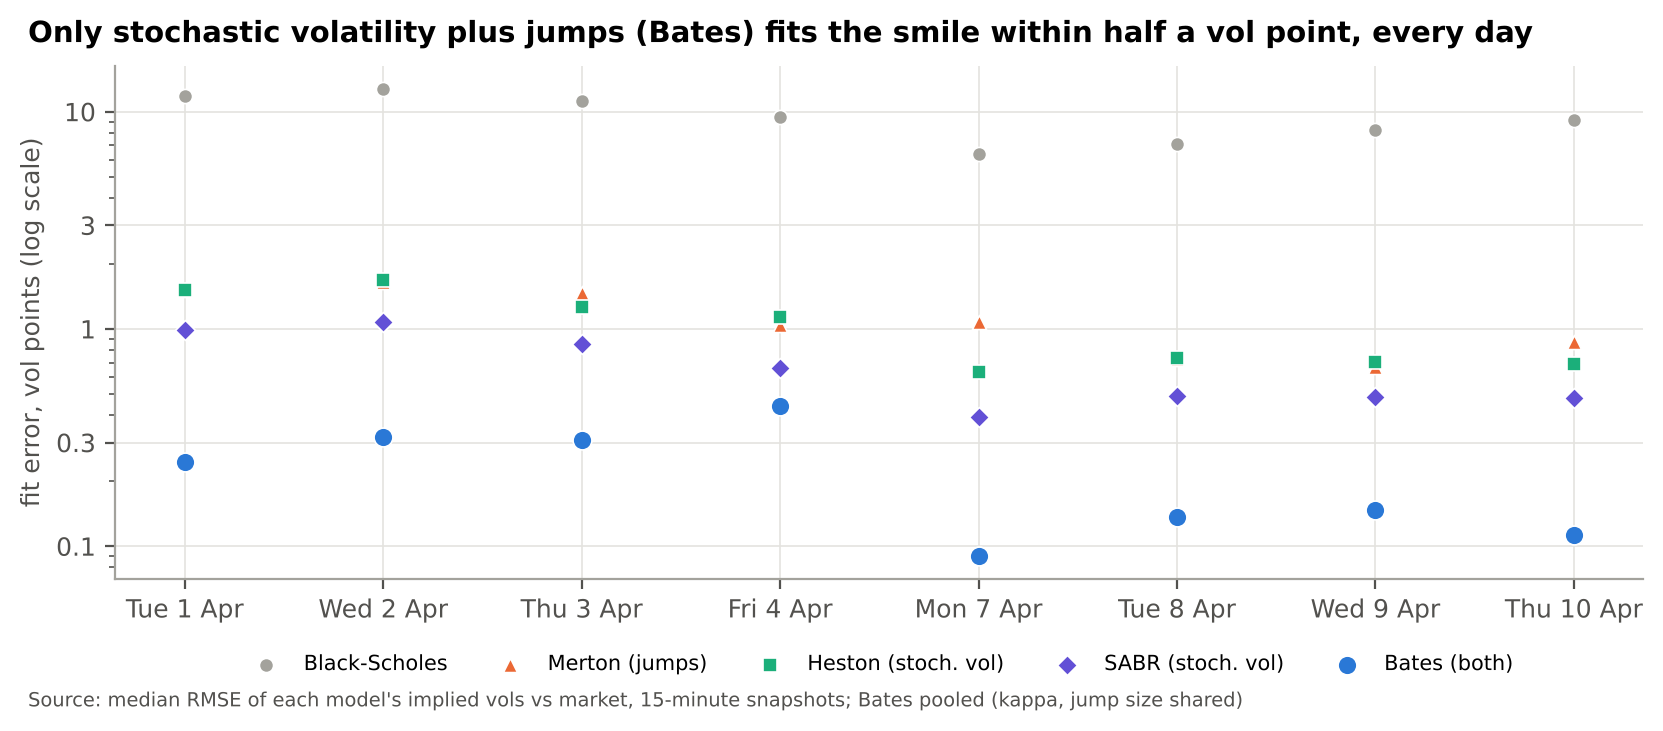 Only stochastic volatility plus jumps (Bates) fits the smile within half a vol point, every day
fit error, vol points (log scale)
10
3
1
0.3
0.1
Tue 1 Apr Wed 2 Apr Thu 3 Apr Fri 4 Apr Mon 7 Apr Tue 8 Apr Wed 9 Apr Thu 10 Apr
Black-Scholes Merton (jumps) Heston (stoch. vol) SABR (stoch. vol) Bates (both)
Source: median RMSE of each model's implied vols vs market, 15-minute snapshots; Bates pooled (kappa, jump size shared)